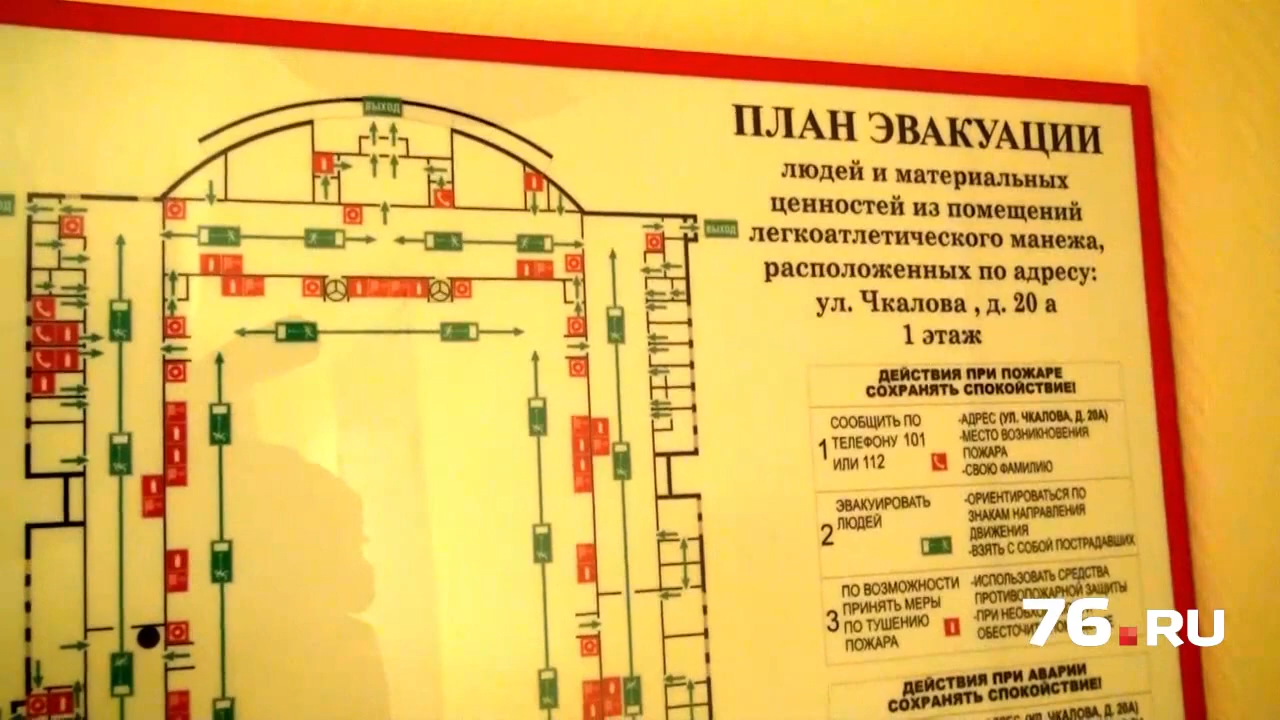 ВЫХОД
ВЫХОД
ПЛАН ЭВАКУАЦИИ
людей и материальных
ценностей из помещений
легкоатлетического манежа,
расположенных по адресу:
ул. Чкалова , д. 20 а
1 этаж
ДЕЙСТВИЯ ПРИ ПОЖАРЕ
СОХРАНЯТЬ СПОКОЙСТВИЕ!
1
СООБЩИТЬ ПО
ТЕЛЕФОНУ 101
ИЛИ 112
-АДРЕС (УЛ. ЧКАЛОВА, Д. 20А)
-МЕСТО ВОЗНИКНОВЕНИЯ
ПОЖАРА
-СВОЮ ФАМИЛИЮ
2
ЭВАКУИРОВАТЬ
ЛЮДЕЙ
-ОРИЕНТИРОВАТЬСЯ ПО
ЗНАКАМ НАПРАВЛЕНИЯ
ДВИЖЕНИЯ
-ВЗЯТЬ С СОБОЙ ПОСТРАДАВШИХ
3
ПО ВОЗМОЖНОСТИ
ПРИНЯТЬ МЕРЫ
ПО ТУШЕНИЮ
ПОЖАРА
-ИСПОЛЬЗОВАТЬ СРЕДСТВА
ПРОТИВОПОЖАРНОЙ ЗАЩИТЫ
-ПРИ
76.RU
ДЕЙСТВИЯ ПРИ АВАРИИ
СОХРАНЯТЬ СПОКОЙСТВИЕ!
(УЛ. ЧКАЛОВА, Д. 20А)